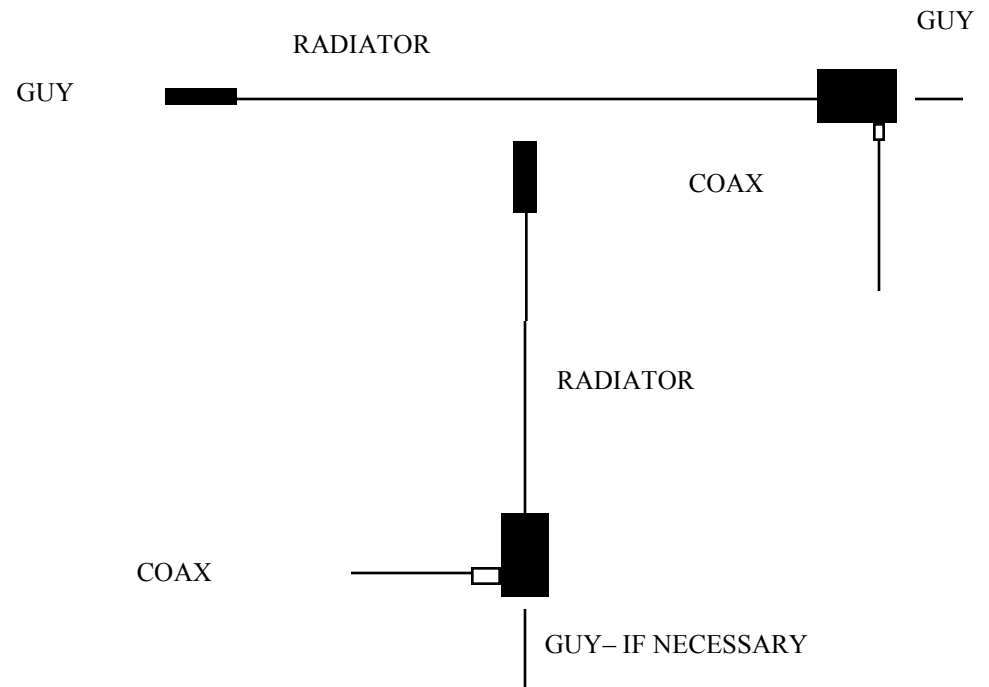 GUY
RADIATOR
GUY
COAX
RADIATOR
COAX
GUY– IF NECESSARY